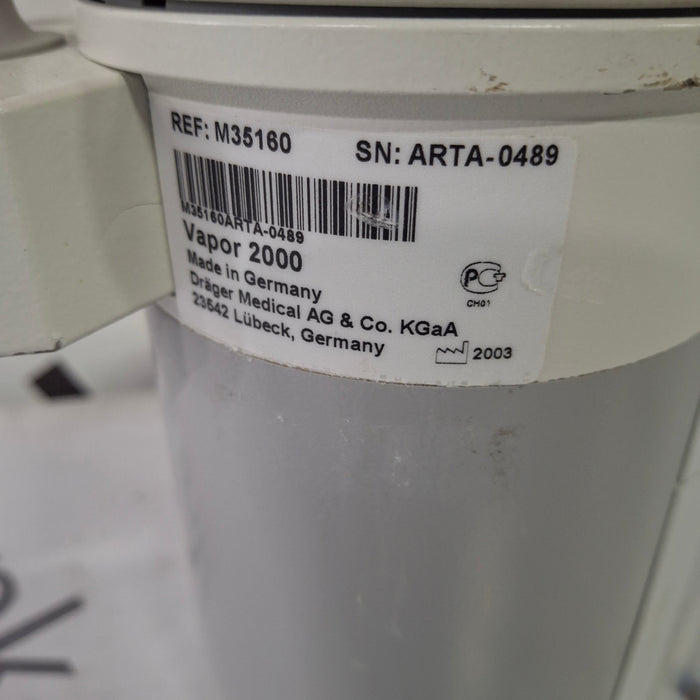 REF: M35160
SN: ARTA-0489
M35160ARTA-0489
Vapor 2000
Made in Germany
Dräger Medical AG & Co. KGaA
23542 Lübeck, Germany
PCT
CH01
2003